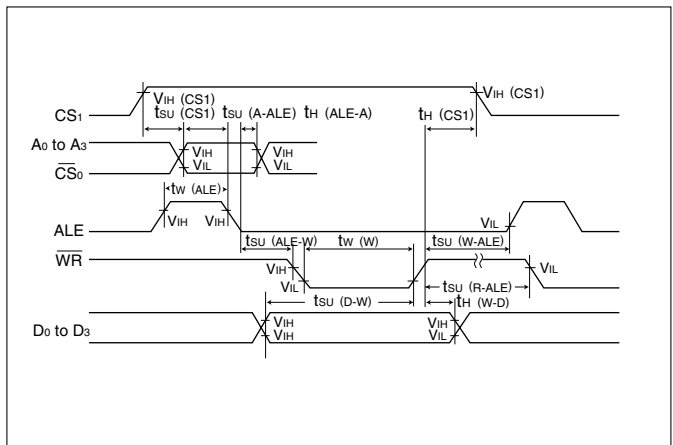 VIH (CS1) VIH (CS1)
tSU (CS1) tSU (A-ALE) tH (ALE-A) tH (CS1)
CS1
A0 to A3 VIH VIH
CS0 VIL VIL
tW (ALE)
VIH VIH VIL
ALE
tSU (ALE-W) tW (W) tSU (W-ALE)
WR
VIH VIL
VIL tSU (R-ALE)
tSU (D-W) tH (W-D)
VIH VIH
D0 to D3
VIH VIL